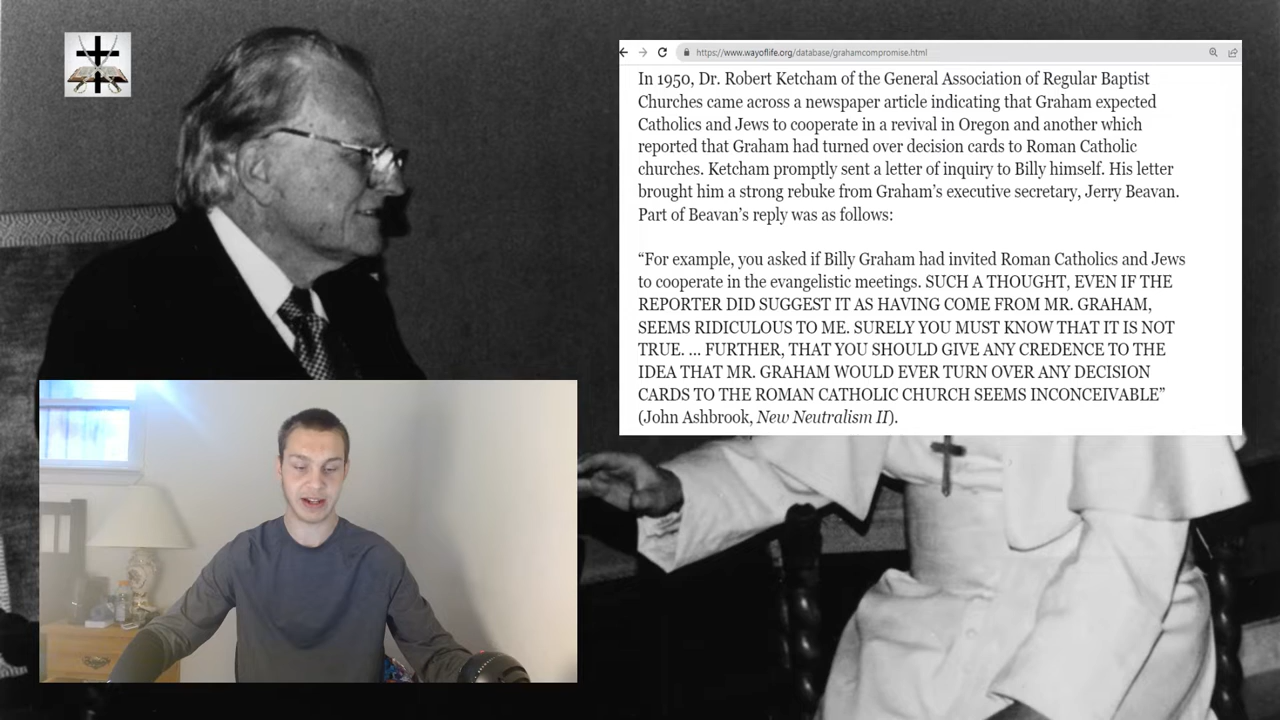 https://www.wayoflife.org/database/grahamcompromise.html
In 1950, Dr. Robert Ketcham of the General Association of Regular Baptist
Churches came across a newspaper article indicating that Graham expected
Catholics and Jews to cooperate in a revival in Oregon and another which
reported that Graham had turned over decision cards to Roman Catholic
churches. Ketcham promptly sent a letter of inquiry to Billy himself. His letter
brought him a strong rebuke from Graham’s executive secretary, Jerry Beavan.
Part of Beavan’s reply was as follows:
“For example, you asked if Billy Graham had invited Roman Catholics and Jews
to cooperate in the evangelistic meetings. SUCH A THOUGHT, EVEN IF THE
REPORTER DID SUGGEST IT AS HAVING COME FROM MR. GRAHAM,
SEEMS RIDICULOUS TO ME. SURELY YOU MUST KNOW THAT IT IS NOT
TRUE. … FURTHER, THAT YOU SHOULD GIVE ANY CREDENCE TO THE
IDEA THAT MR. GRAHAM WOULD EVER TURN OVER ANY DECISION
CARDS TO THE ROMAN CATHOLIC CHURCH SEEMS INCONCEIVABLE”
(John Ashbrook, New Neutralism II).